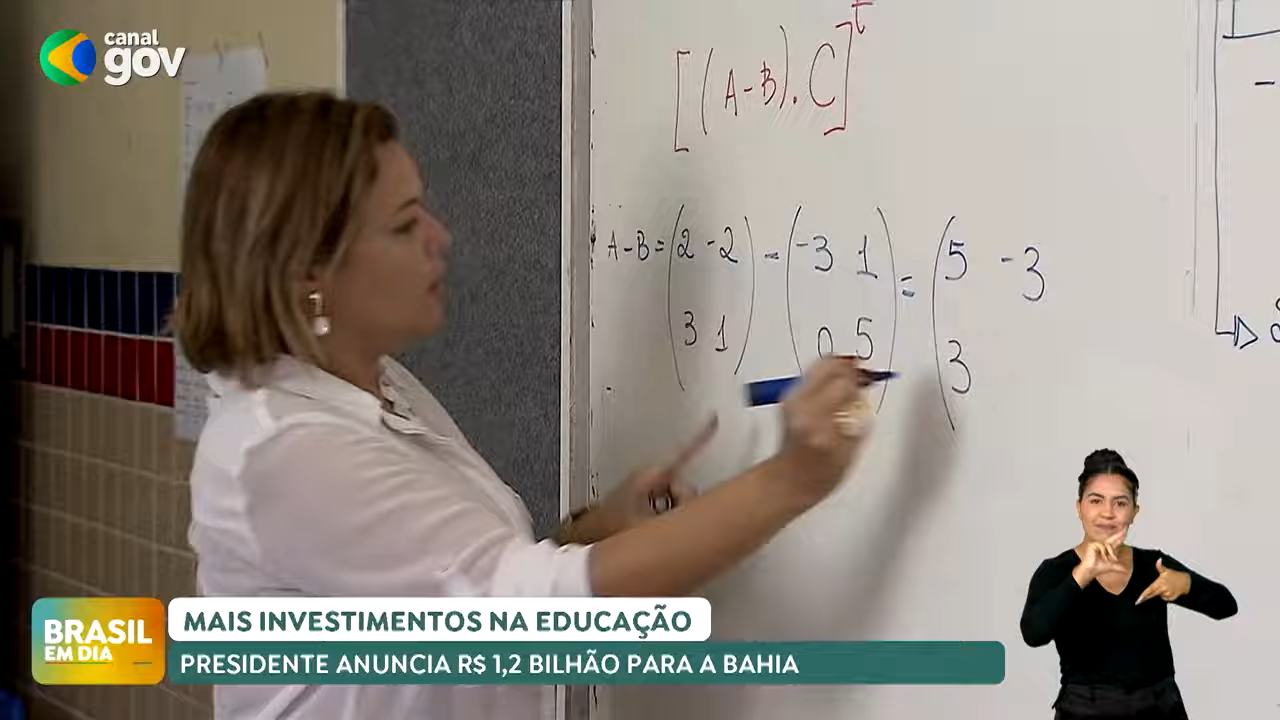 canal
gov
[(A-B).C]^t
A-B = (2 -2 - (-3 1 = (5 -3
3 1) 0 5) 3
MAIS INVESTIMENTOS NA EDUCAÇÃO
BRASIL
EM DIA
PRESIDENTE ANUNCIA R$ 1,2 BILHÃO PARA A BAHIA